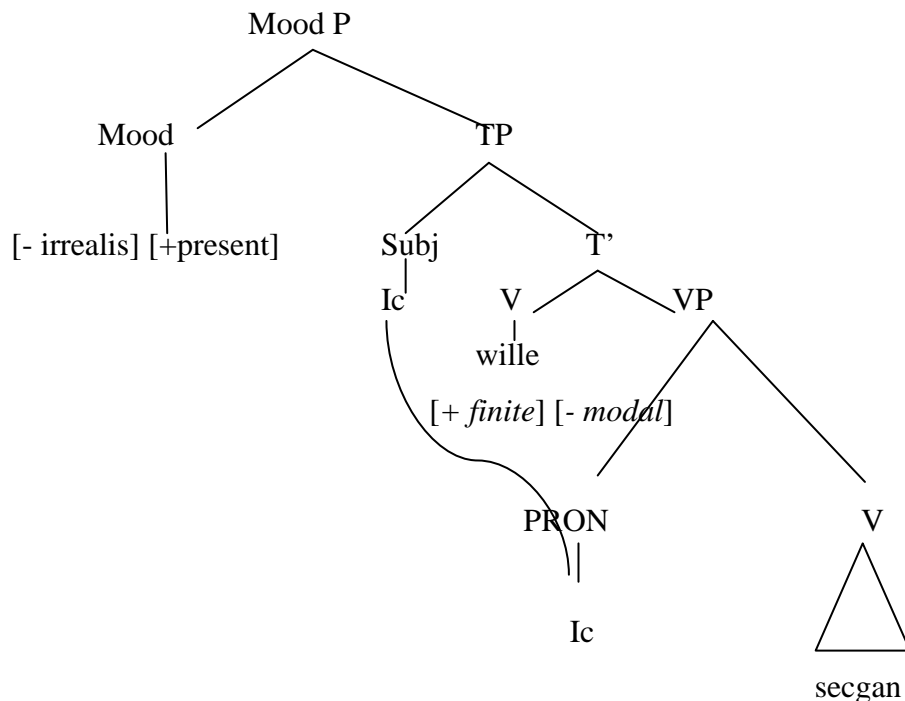 Mood P
Mood TP
[- irrealis] [+present] Subj T’
Ic V VP
wille
[+ finite] [- modal]
PRON V
Ic
secgan